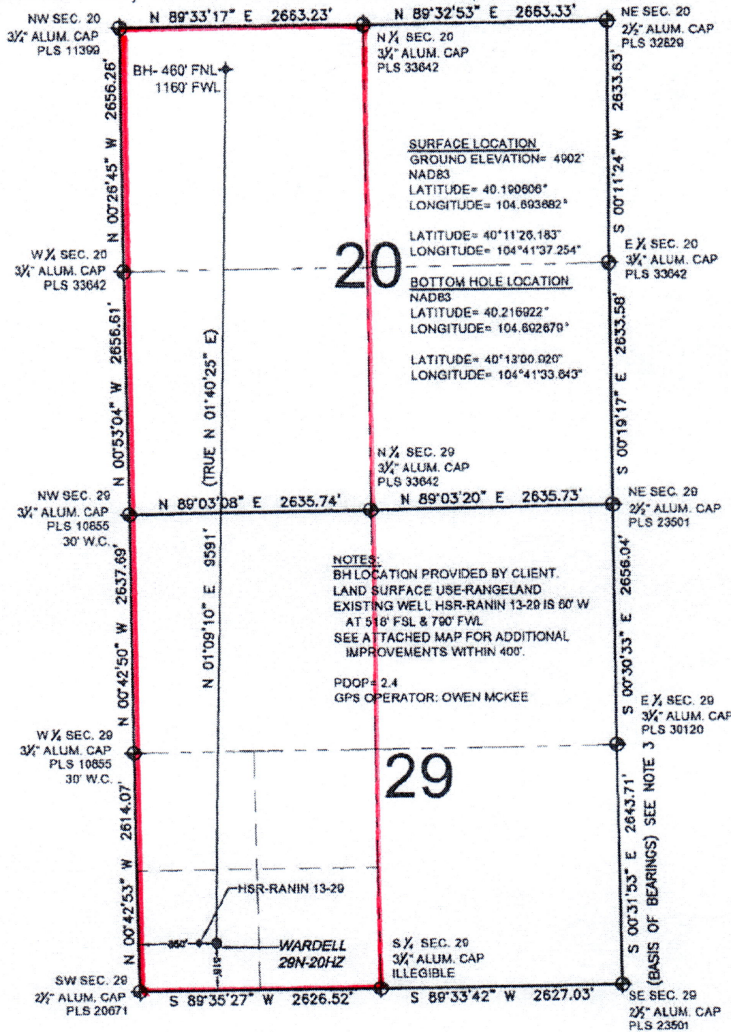 N 89°33'17" E 2663.23'
N 89°32'53" E 2663.33'
NW SEC. 20
3¼" ALUM. CAP
PLS 11399
N ¼ SEC. 20
3¼" ALUM. CAP
PLS 33642
NE SEC. 20
2½" ALUM. CAP
PLS 32829
BH- 460' FNL
1160' FWL
N 00°26'45" W 2656.26'
S 00°11'24" W 2633.63'
SURFACE LOCATION
GROUND ELEVATION= 4902'
NAD83
LATITUDE= 40.190606°
LONGITUDE= 104.693682°
LATITUDE= 40°11'26.183"
LONGITUDE= 104°41'37.254"
20
W ¼ SEC. 20
3¼" ALUM. CAP
PLS 33642
E ¼ SEC. 20
3¼" ALUM. CAP
PLS 33642
BOTTOM HOLE LOCATION
NAD83
LATITUDE= 40.216922°
LONGITUDE= 104.692679°
LATITUDE= 40°13'00.920"
LONGITUDE= 104°41'33.643"
N 00°53'04" W 2656.61'
(TRUE N 01°40'25" E)
S 00°19'17" E 2633.58'
N ¼ SEC. 29
3¼" ALUM. CAP
PLS 33642
NW SEC. 29
3¼" ALUM. CAP
PLS 10855
30' W.C.
N 89°03'08" E 2635.74'
N 89°03'20" E 2635.73'
NE SEC. 29
2½" ALUM. CAP
PLS 23501
N 00°42'50" W 2637.69'
N 01°09'10" E 9591'
S 00°30'33" E 2656.04'
NOTES:
BH LOCATION PROVIDED BY CLIENT.
LAND SURFACE USE-RANGELAND
EXISTING WELL HSR-RANIN 13-29 IS 60' W
AT 518' FSL & 790' FWL
SEE ATTACHED MAP FOR ADDITIONAL
IMPROVEMENTS WITHIN 400'.
PDOP= 2.4
GPS OPERATOR: OWEN MCKEE
W ¼ SEC. 29
3¼" ALUM. CAP
PLS 10855
30' W.C.
E ¼ SEC. 29
3¼" ALUM. CAP
PLS 30120
29
N 00°42'53" W 2614.07'
S 00°31'53" E 2643.71'
(BASIS OF BEARINGS) SEE NOTE 3
HSR-RANIN 13-29
850'
518'
WARDELL
29N-20HZ
S ¼ SEC. 29
3¼" ALUM. CAP
ILLEGIBLE
SW SEC. 29
2½" ALUM. CAP
PLS 20671
S 89°35'27" W 2626.52'
S 89°33'42" W 2627.03'
SE SEC. 29
2½" ALUM. CAP
PLS 23501